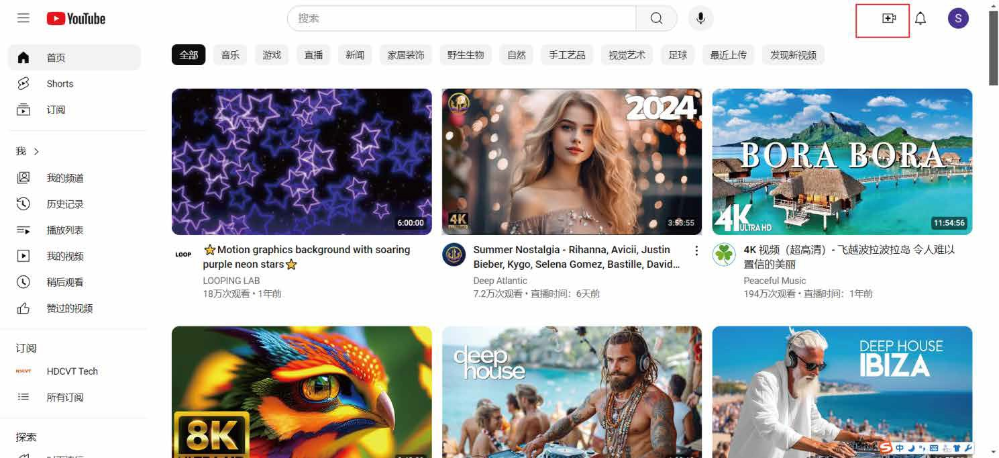 YouTube
搜索
S
首页
Shorts
订阅
我
我的频道
历史记录
播放列表
我的视频
稍后观看
赞过的视频
订阅
HDCVT
HDCVT Tech
所有订阅
探索
全部 音乐 游戏 直播 新闻 家居装饰 野生生物 自然 手工艺品 视觉艺术 足球 最近上传 发现新视频
6:00:00
2024
4K
3:53:55
BORA BORA
4K ULTRA HD
11:54:56
LOOP
⭐Motion graphics background with soaring
purple neon stars⭐
LOOPING LAB
18万次观看 • 1年前
Summer Nostalgia - Rihanna, Avicii, Justin
Bieber, Kygo, Selena Gomez, Bastille, David...
Deep Atlantic
7.2万次观看 • 直播时间：6天前
4K 视频（超高清）- 飞越波拉波拉岛 令人难以
置信的美丽
Peaceful Music
194万次观看 • 直播时间：1年前
8K
ULTRA HD
deep
house
DEEP HOUSE
IBIZA
S 中